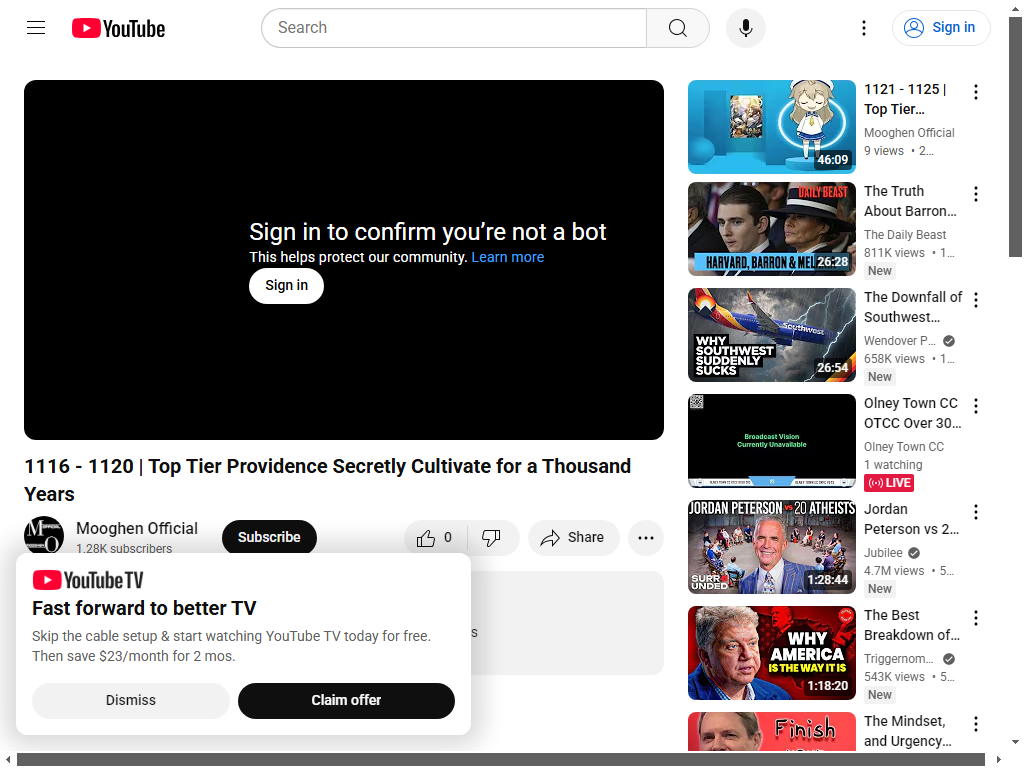 YouTube
Search
Sign in
Sign in to confirm you’re not a bot
This helps protect our community. Learn more
Sign in
1116 - 1120 | Top Tier Providence Secretly Cultivate for a Thousand
Years
Mooghen Official
1.28K subscribers
Subscribe
0
Share
s
YouTube TV
Fast forward to better TV
Skip the cable setup & start watching YouTube TV today for free.
Then save $23/month for 2 mos.
Dismiss
Claim offer
46:09
1121 - 1125 |
Top Tier…
Mooghen Official
9 views • 2…
DAILY BEAST
HARVARD, BARRON & MEL
26:28
The Truth
About Barron…
The Daily Beast
811K views • 1…
New
Southwest
WHY
SOUTHWEST
SUDDENLY
SUCKS
26:54
The Downfall of
Southwest…
Wendover P…
658K views • 1…
New
Broadcast Vision
Currently Unavailable
VS
Olney Town CC
OTCC Over 30…
Olney Town CC
1 watching
LIVE
JORDAN PETERSON VS 20 ATHEISTS
SURR
UNDED
1:28:44
Jordan
Peterson vs 2…
Jubilee
4.7M views • 5…
New
WHY
AMERICA
IS THE WAY IT IS
1:18:20
The Best
Breakdown of…
Triggernom…
543K views • 5…
New
Finish
The Mindset,
and Urgency…